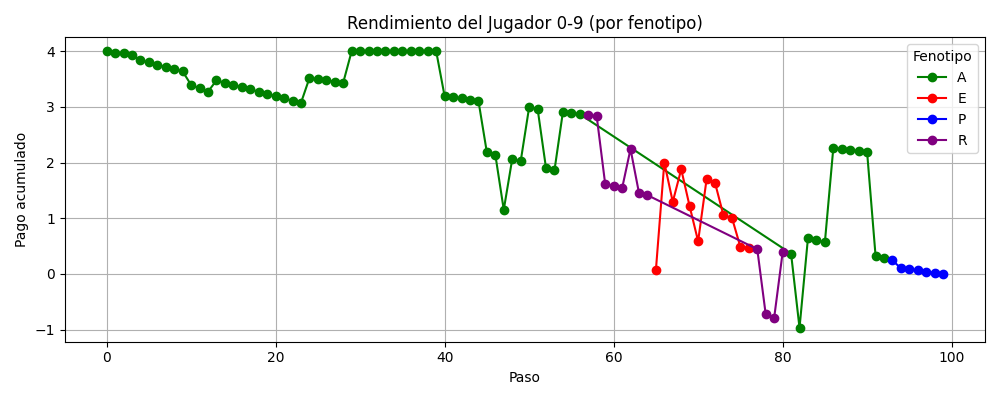 Rendimiento del Jugador 0-9 (por fenotipo)
Pago acumulado
4
3
2
1
0
−1
0 20 40 60 80 100
Paso
Fenotipo
A
E
P
R